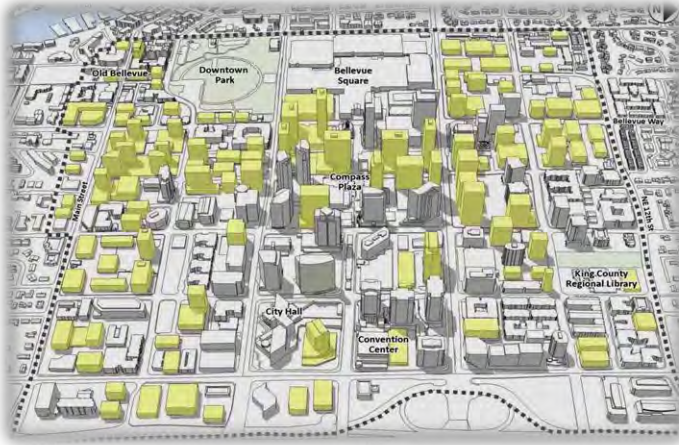 N
Old Bellevue
Downtown
Park
Bellevue
Square
Bellevue Way
Compass
Plaza
Main Street
NE 12th St
King County
Regional Library
City Hall
Convention
Center